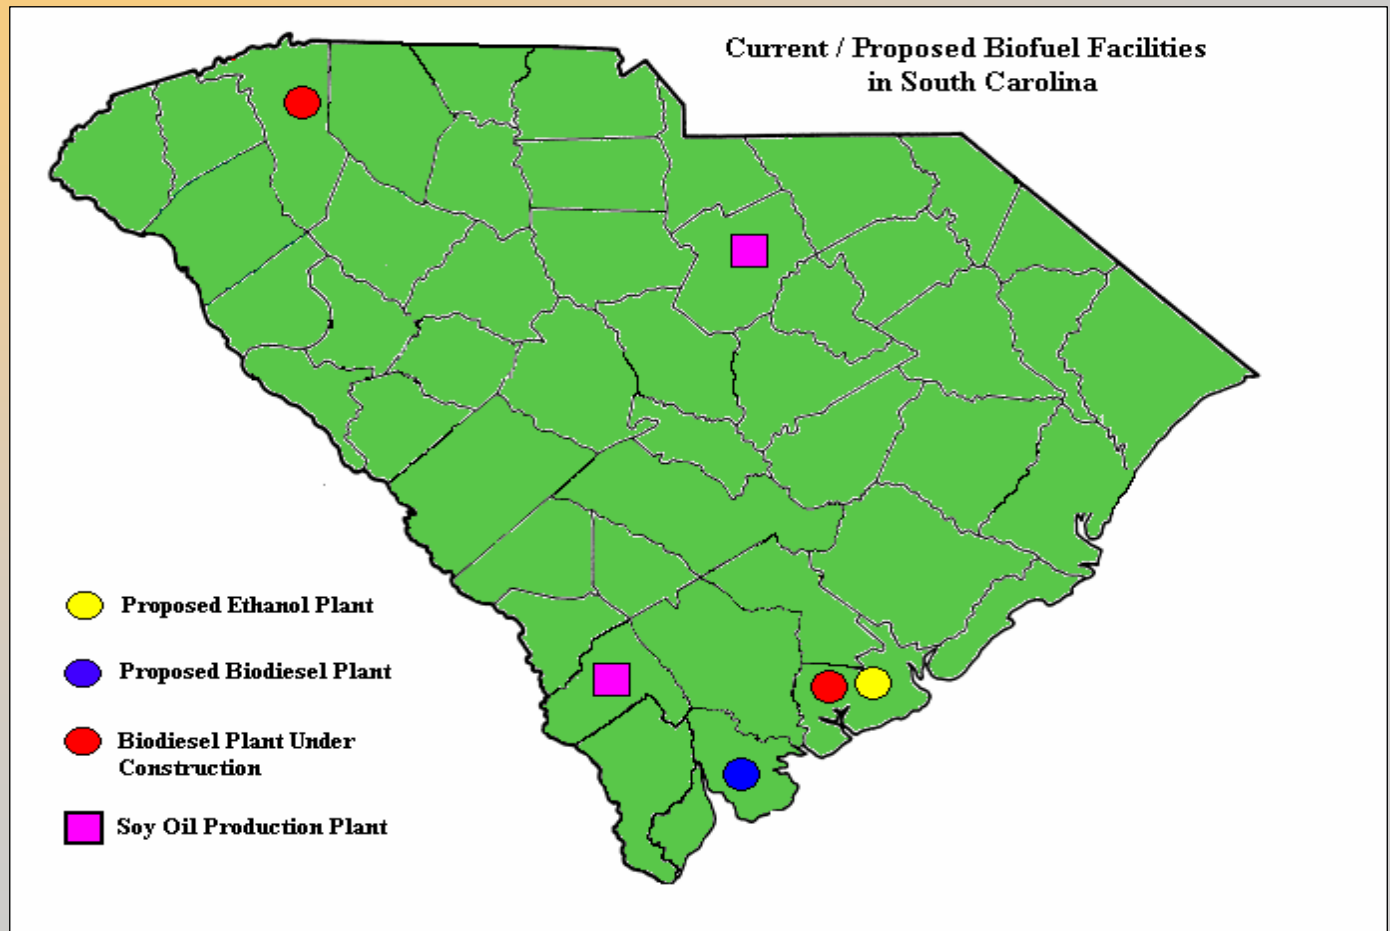 Current / Proposed Biofuel Facilities
in South Carolina
Proposed Ethanol Plant
Proposed Biodiesel Plant
Biodiesel Plant Under
Construction
Soy Oil Production Plant